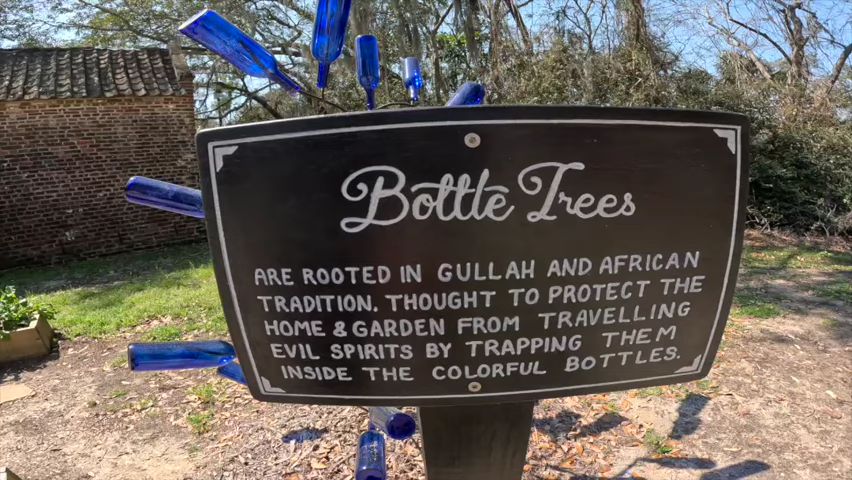 Bottle Trees
ARE ROOTED IN GULLAH AND AFRICAN
TRADITION. THOUGHT TO PROTECT THE
HOME & GARDEN FROM TRAVELLING
EVIL SPIRITS BY TRAPPING THEM
INSIDE THE COLORFUL BOTTLES.